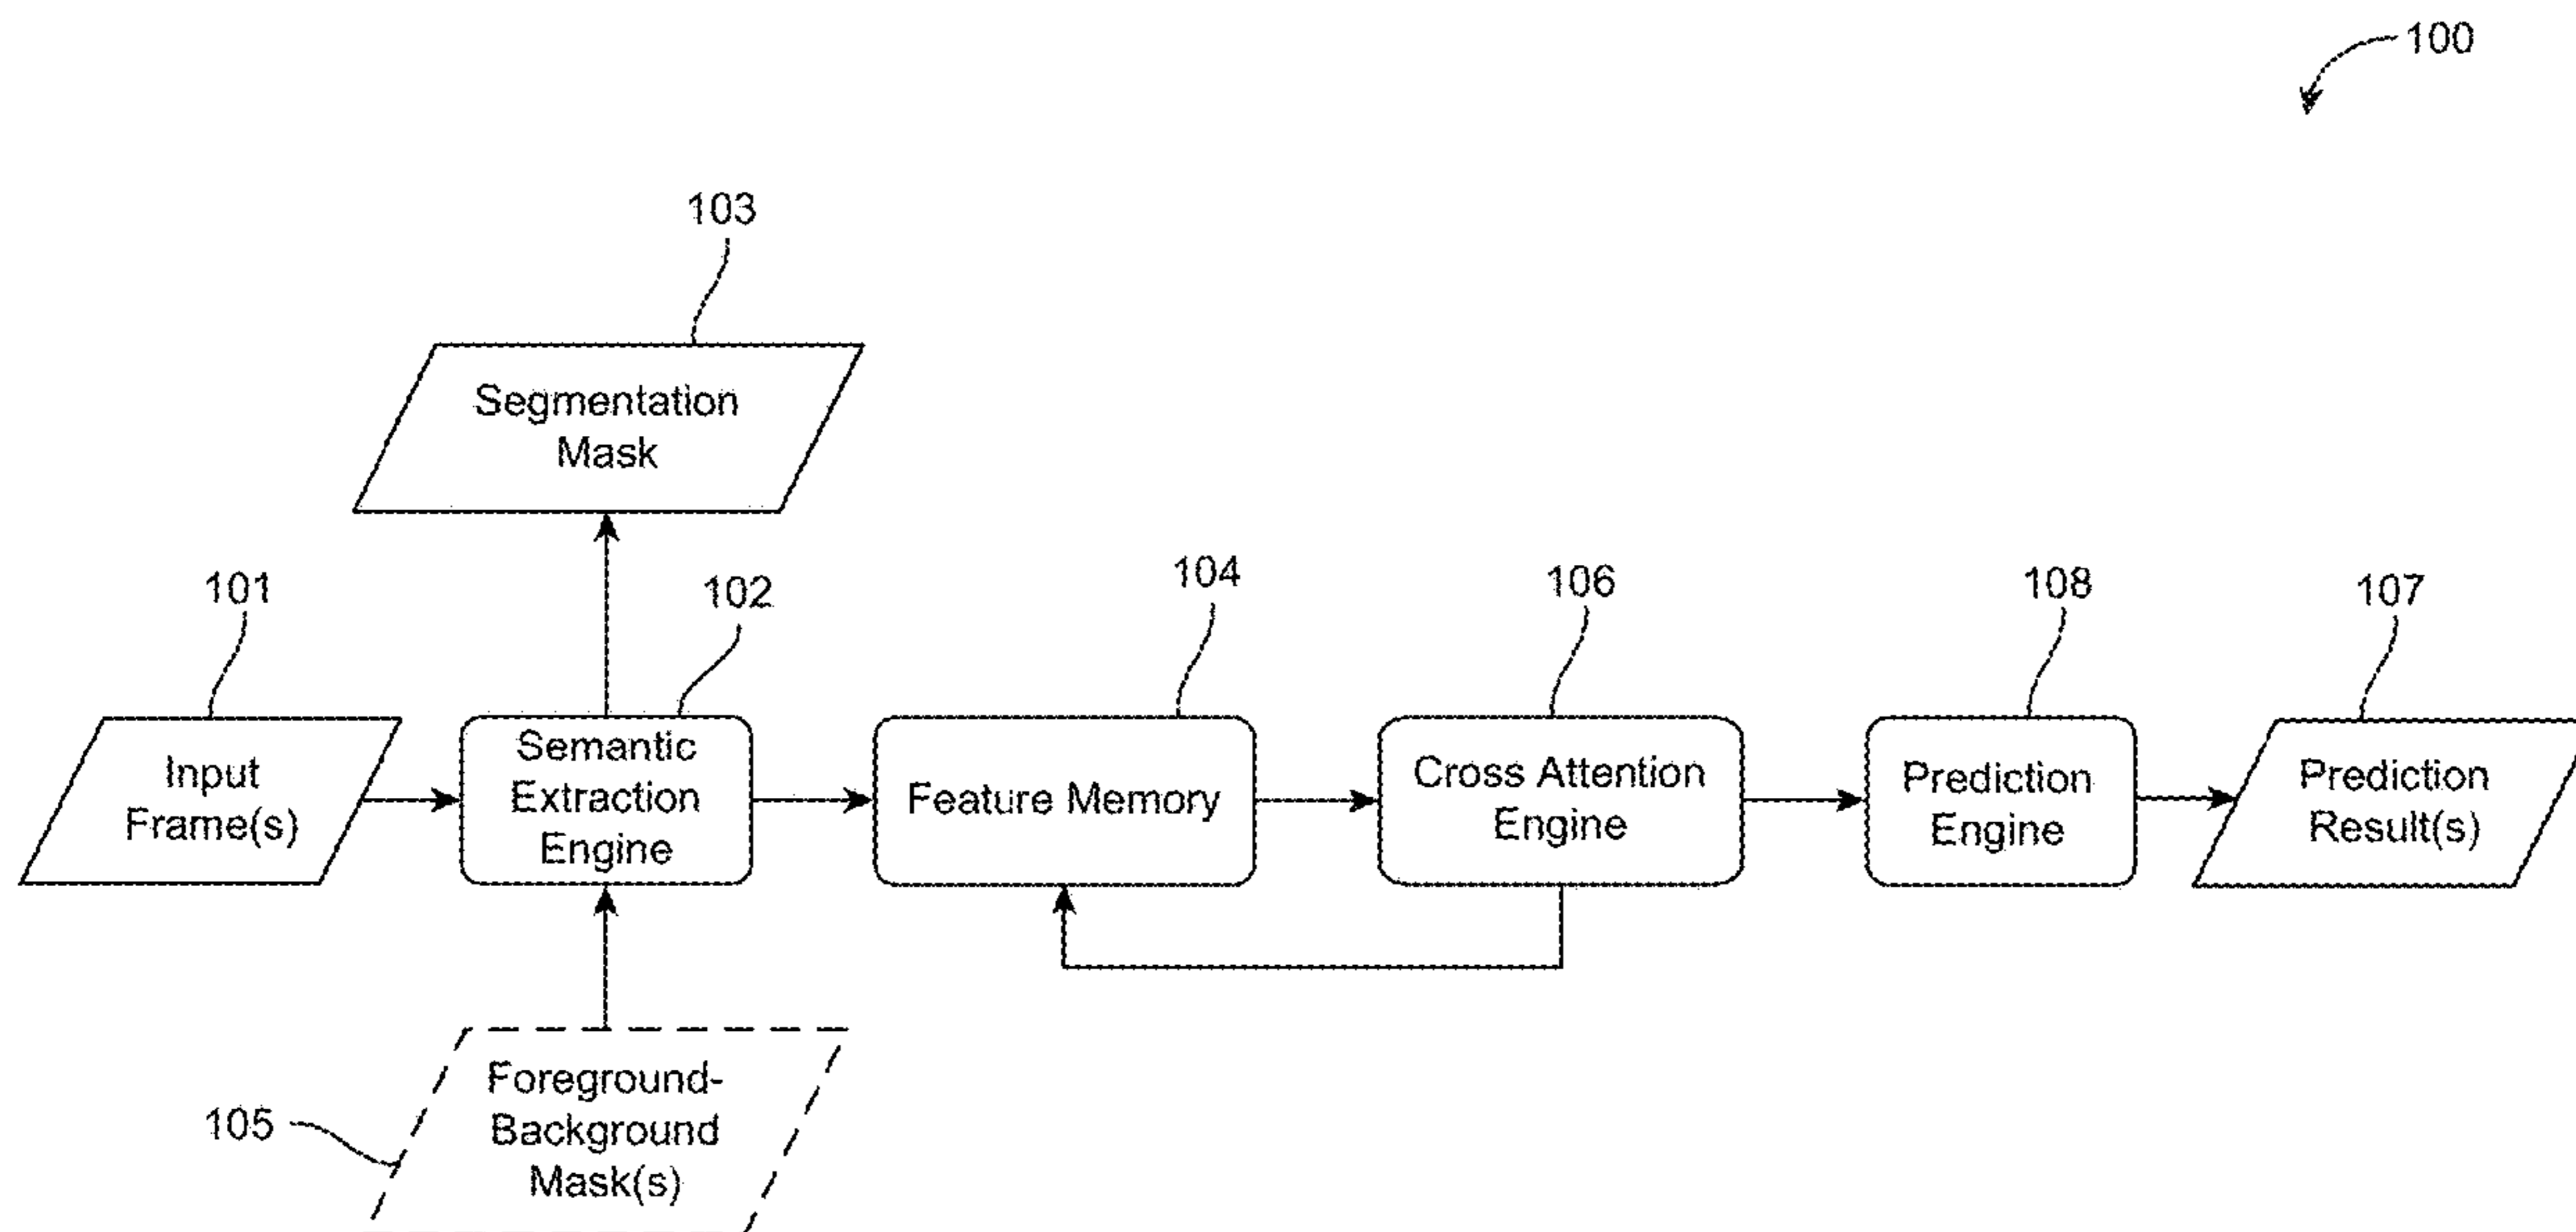 100
103
Segmentation
Mask
101
102
104
106
108
107
Input
Frame(s)
Semantic
Extraction
Engine
Feature Memory
Cross Attention
Engine
Prediction
Engine
Prediction
Result(s)
105
Foreground-
Background
Mask(s)